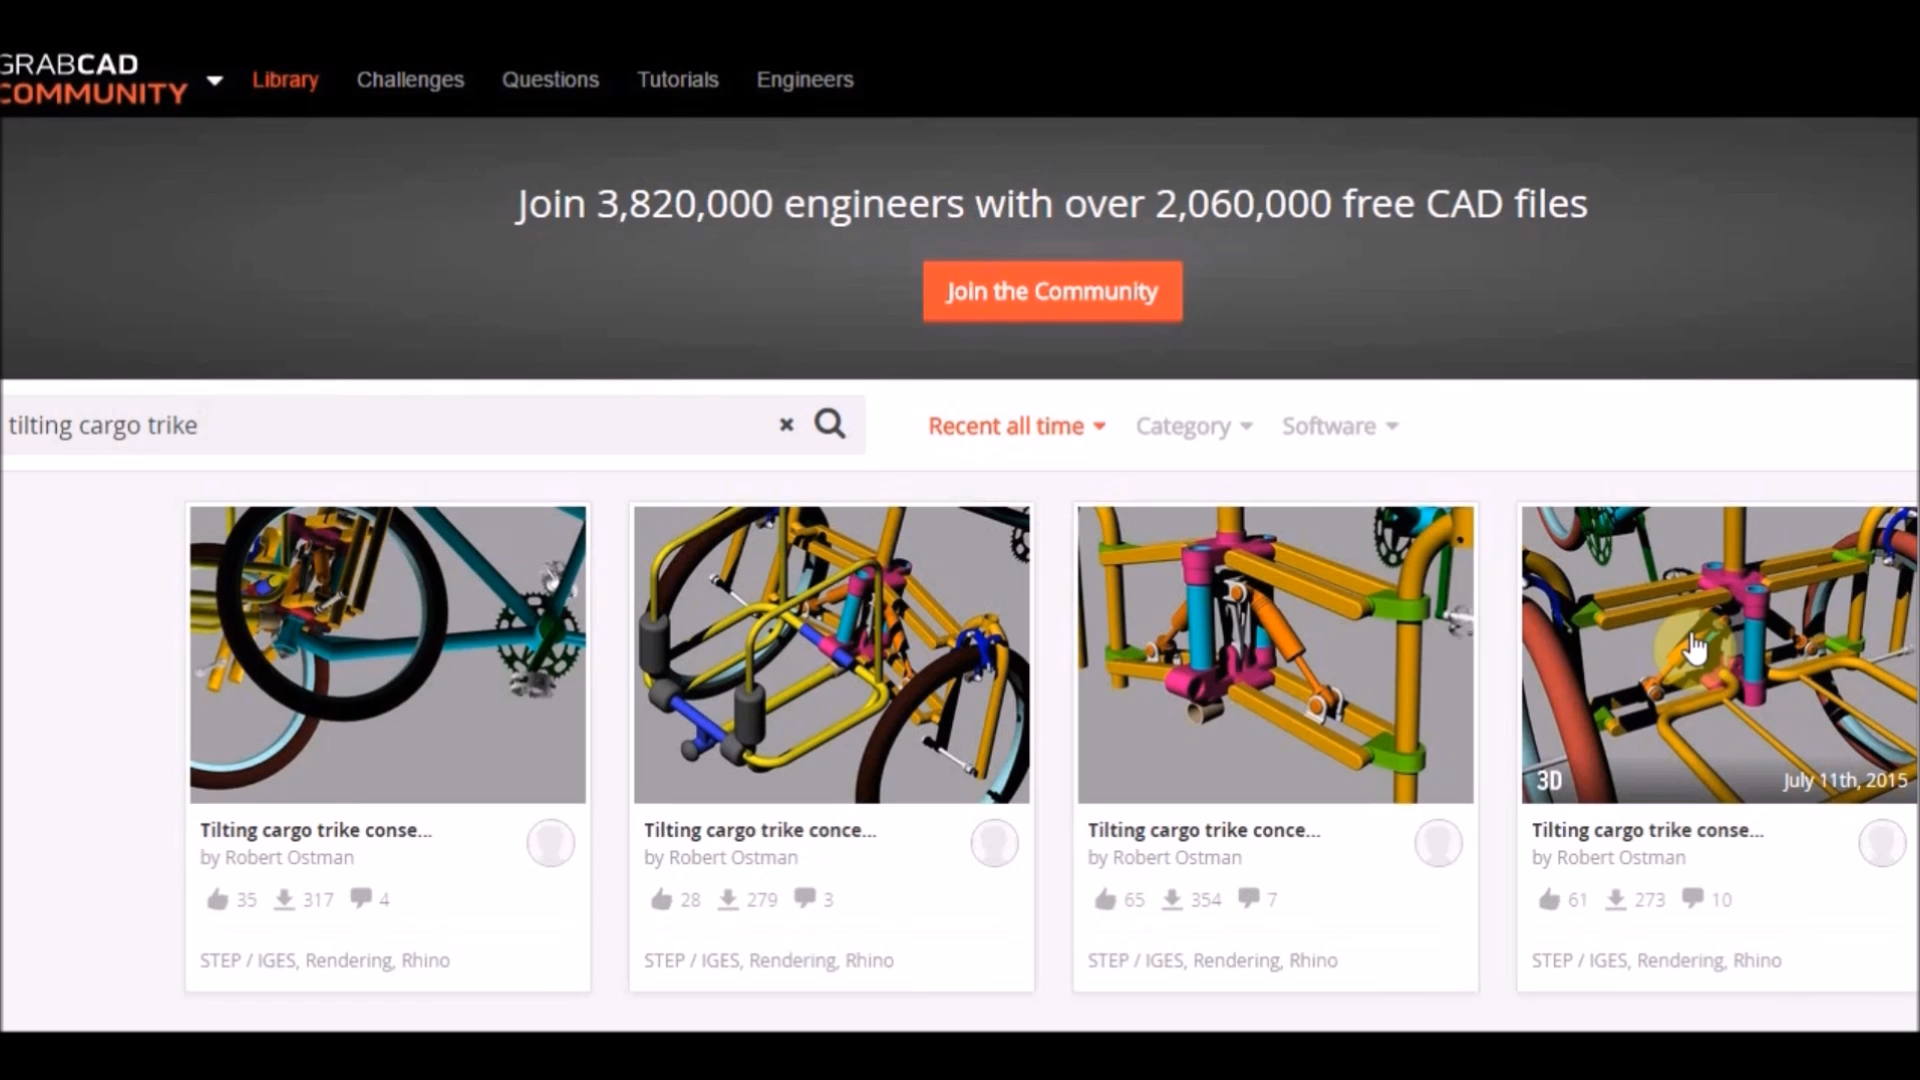 GRABCAD
COMMUNITY
Library Challenges Questions Tutorials Engineers
Join 3,820,000 engineers with over 2,060,000 free CAD files
Join the Community
tilting cargo trike
Recent all time Category Software
3D July 11th, 2015
Tilting cargo trike conse... Tilting cargo trike conce... Tilting cargo trike conce... Tilting cargo trike conse...
by Robert Ostman by Robert Ostman by Robert Ostman by Robert Ostman
35 317 4 28 279 3 65 354 7 61 273 10
STEP / IGES, Rendering, Rhino STEP / IGES, Rendering, Rhino STEP / IGES, Rendering, Rhino STEP / IGES, Rendering, Rhino